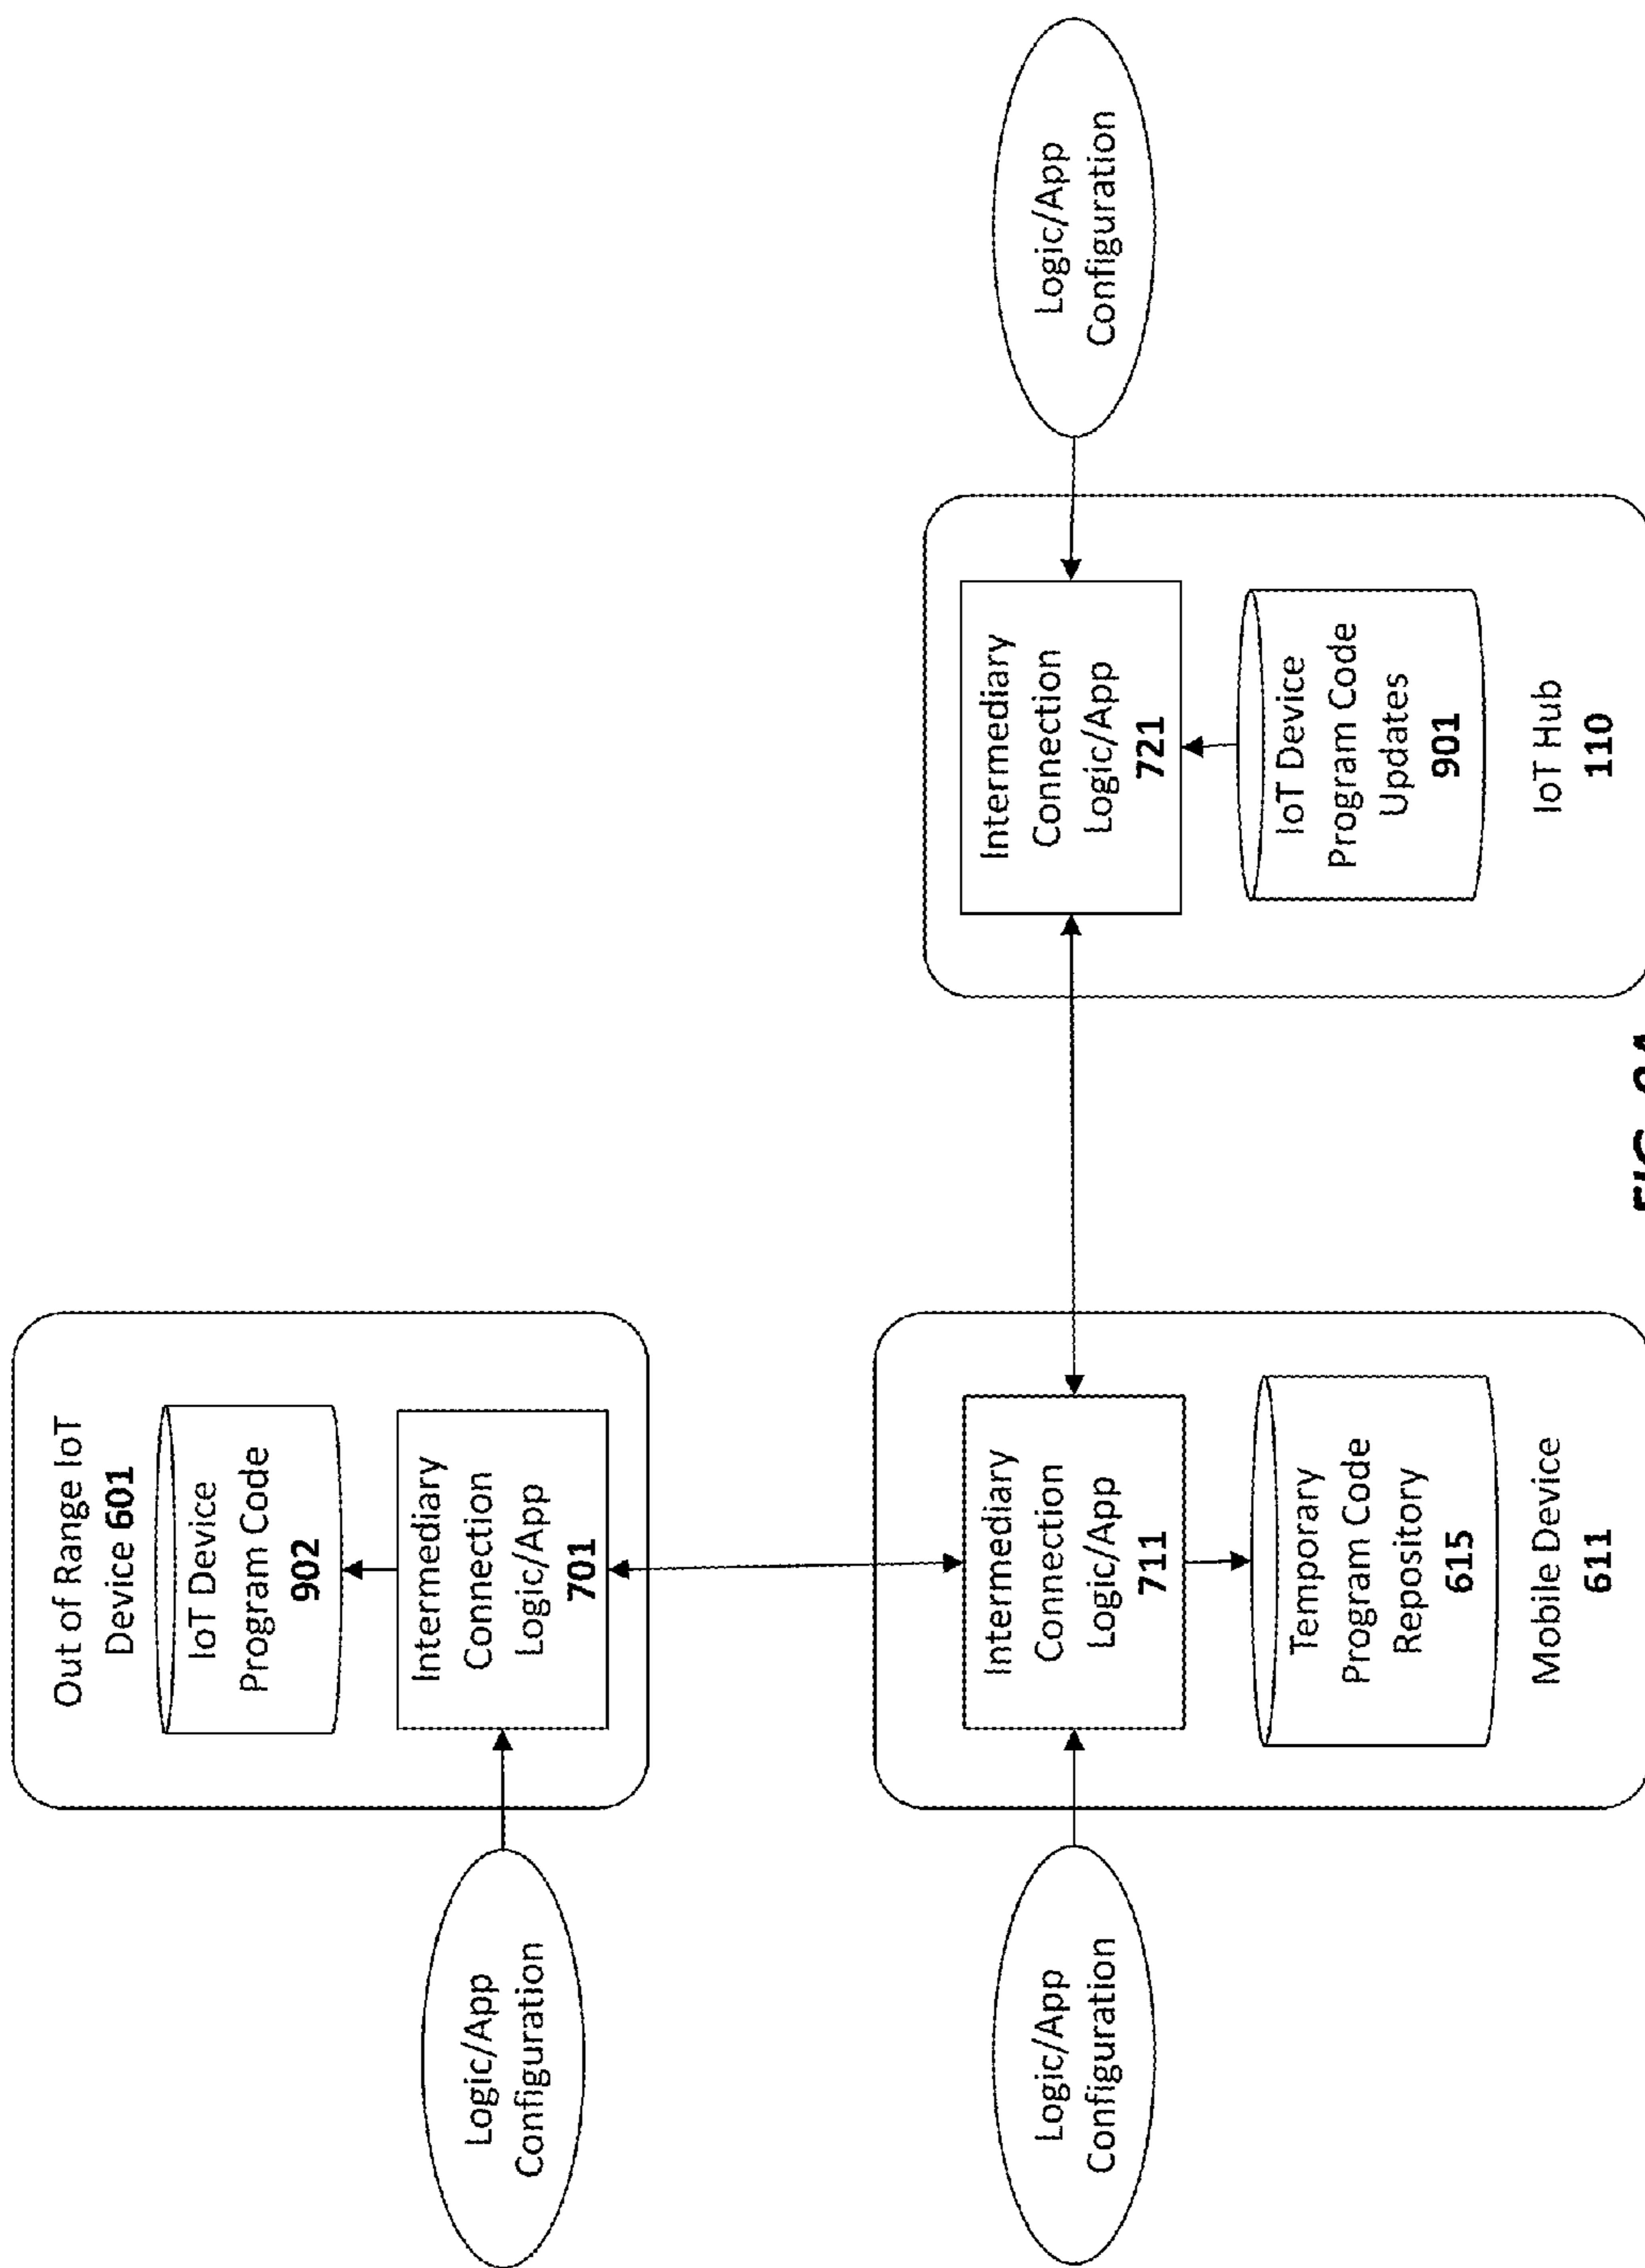 Out of Range IoT
Device 601
IoT Device
Program Code
902
Intermediary
Connection
Logic/App
701
Logic/App
Configuration
Logic/App
Configuration
Intermediary
Connection
Logic/App
711
Temporary
Program Code
Repository
615
Mobile Device
611
Intermediary
Connection
Logic/App
721
IoT Device
Program Code
Updates
901
IoT Hub
110
Logic/App
Configuration
FIG.